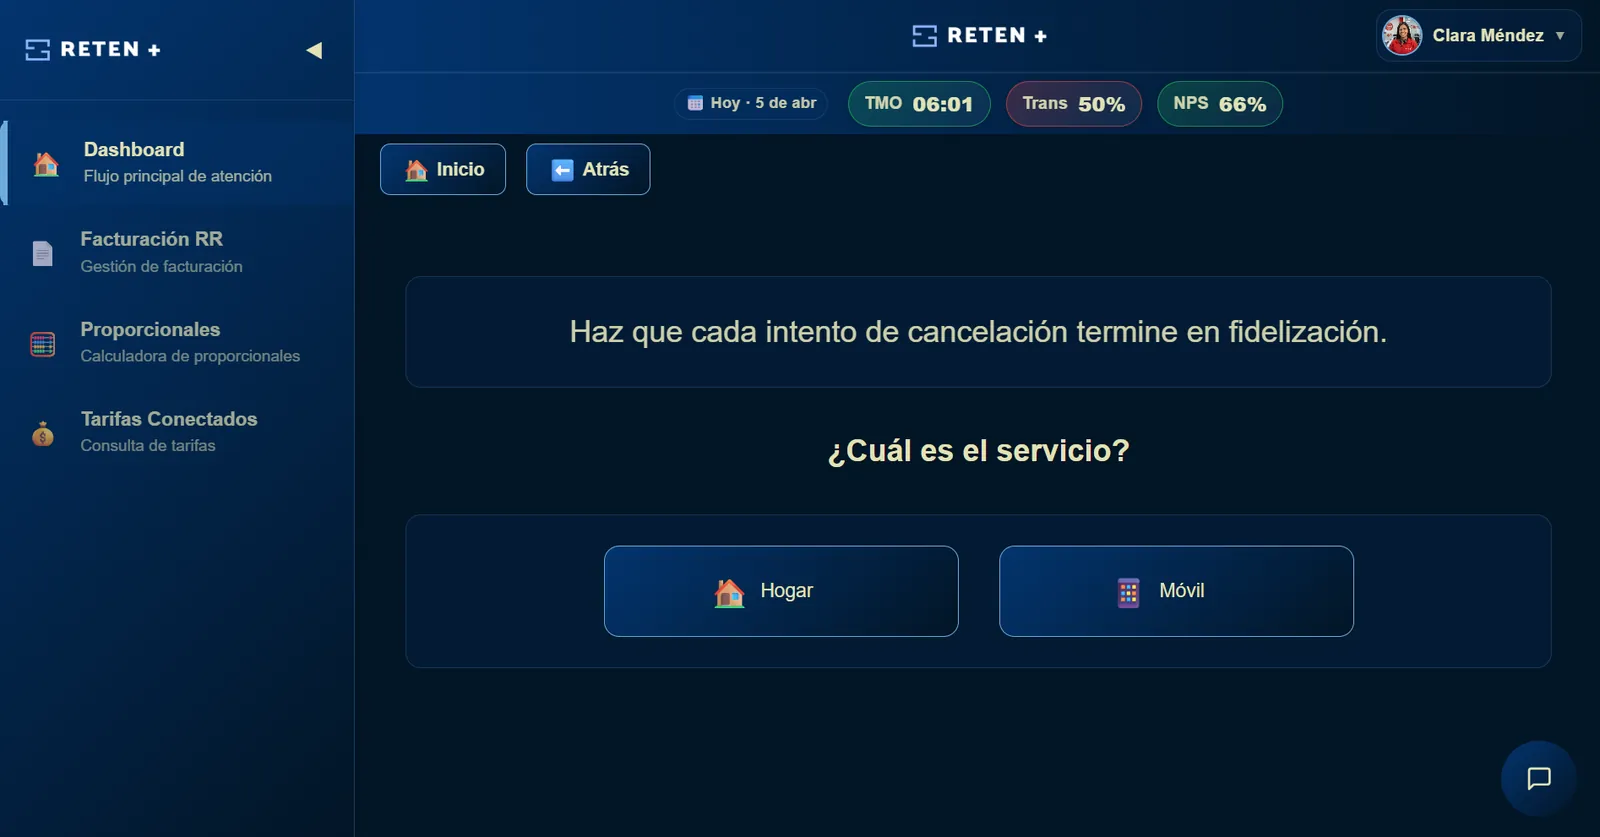 RETEN +
RETEN +
Clara Méndez
Hoy · 5 de abr
TMO 06:01
Trans 50%
NPS 66%
Dashboard
Flujo principal de atención
Facturación RR
Gestión de facturación
Proporcionales
Calculadora de proporcionales
Tarifas Conectados
Consulta de tarifas
Inicio
Atrás
Haz que cada intento de cancelación termine en fidelización.
¿Cuál es el servicio?
Hogar
Móvil